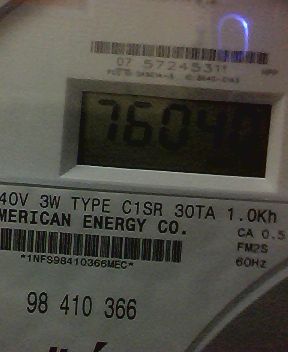 07 57245311
76040
40V 3W TYPE C1SR 30TA 1.0Kh
MERICAN ENERGY CO.
CA 0.5
FM2S
*1NFS98410366MEC*
60Hz
98 410 366